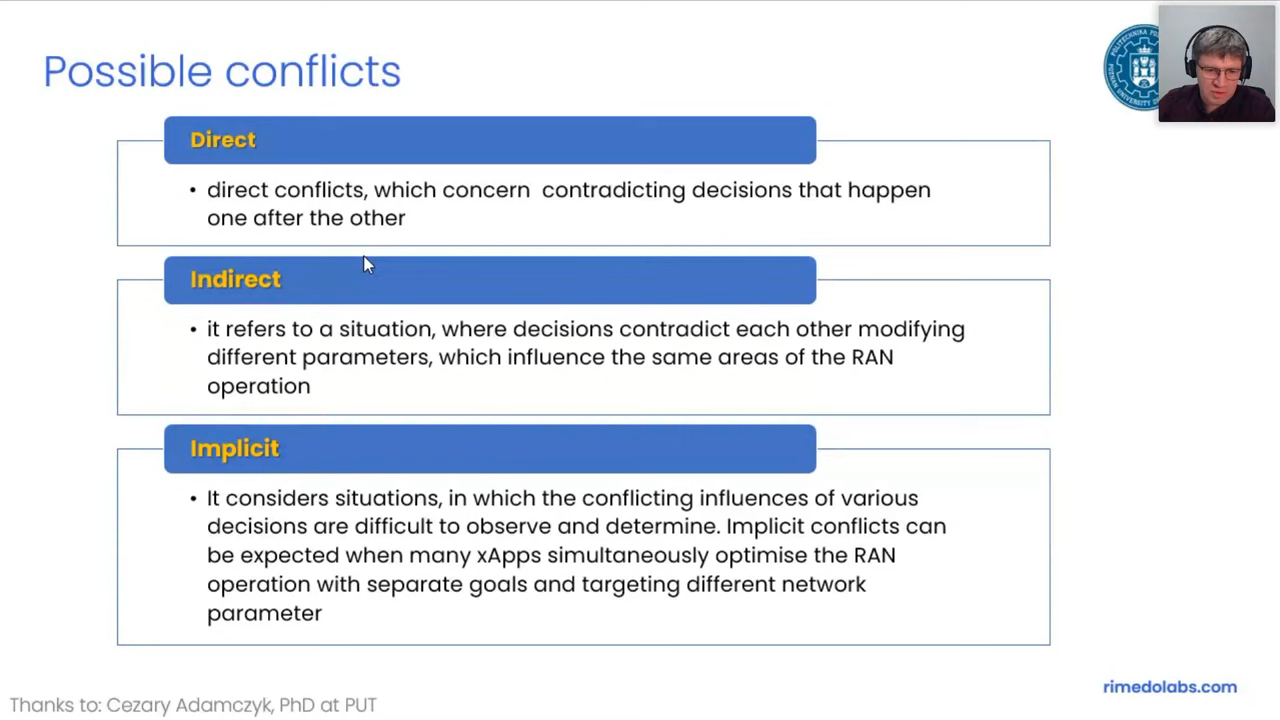 Possible conflicts
Direct
• direct conflicts, which concern  contradicting decisions that happen
one after the other
Indirect
• it refers to a situation, where decisions contradict each other modifying
different parameters, which influence the same areas of the RAN
operation
Implicit
• It considers situations, in which the conflicting influences of various
decisions are difficult to observe and determine. Implicit conflicts can
be expected when many xApps simultaneously optimise the RAN
operation with separate goals and targeting different network
parameter
rimedolabs.com
Thanks to: Cezary Adamczyk, PhD at PUT